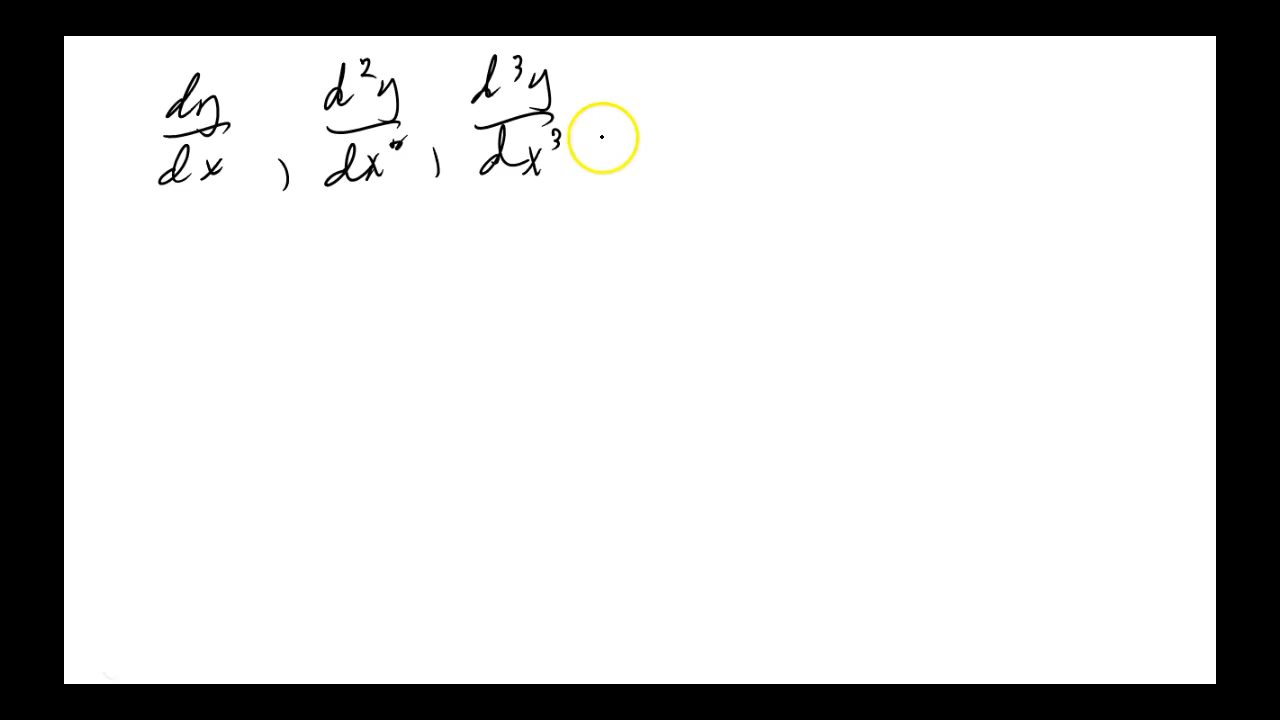 dy/dx , d²y/dx² , d³y/dx³